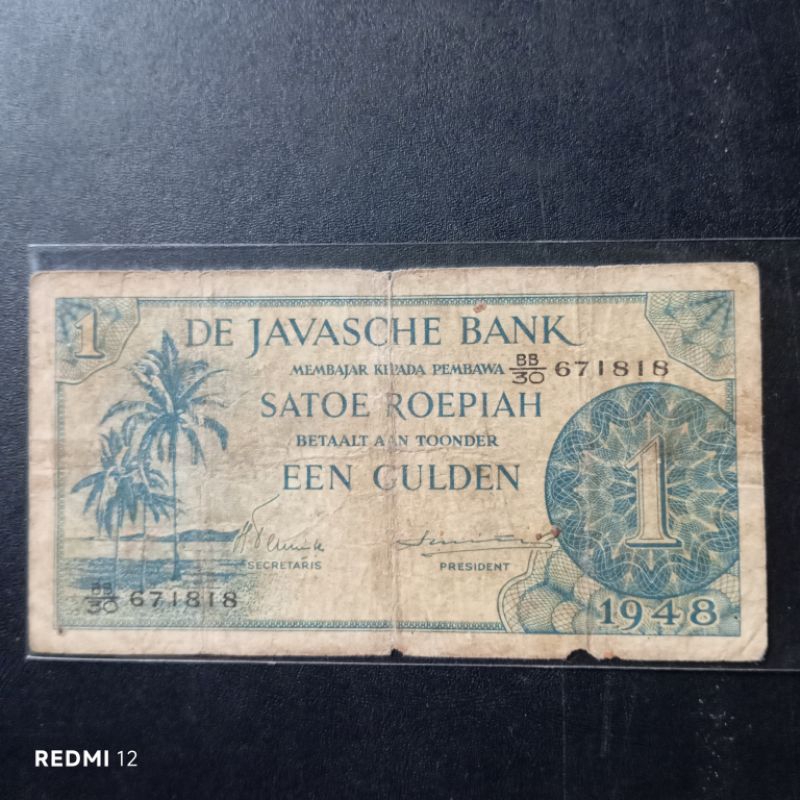 1
DE JAVASCHE BANK
MEMBAJAR KEPADA PEMBAWA
BB/30 671818
SATOE ROEPIAH
BETAALT AAN TOONDER
EEN GULDEN
1
SECRETARIS
PRESIDENT
BB/30 671818
1948
REDMI 12